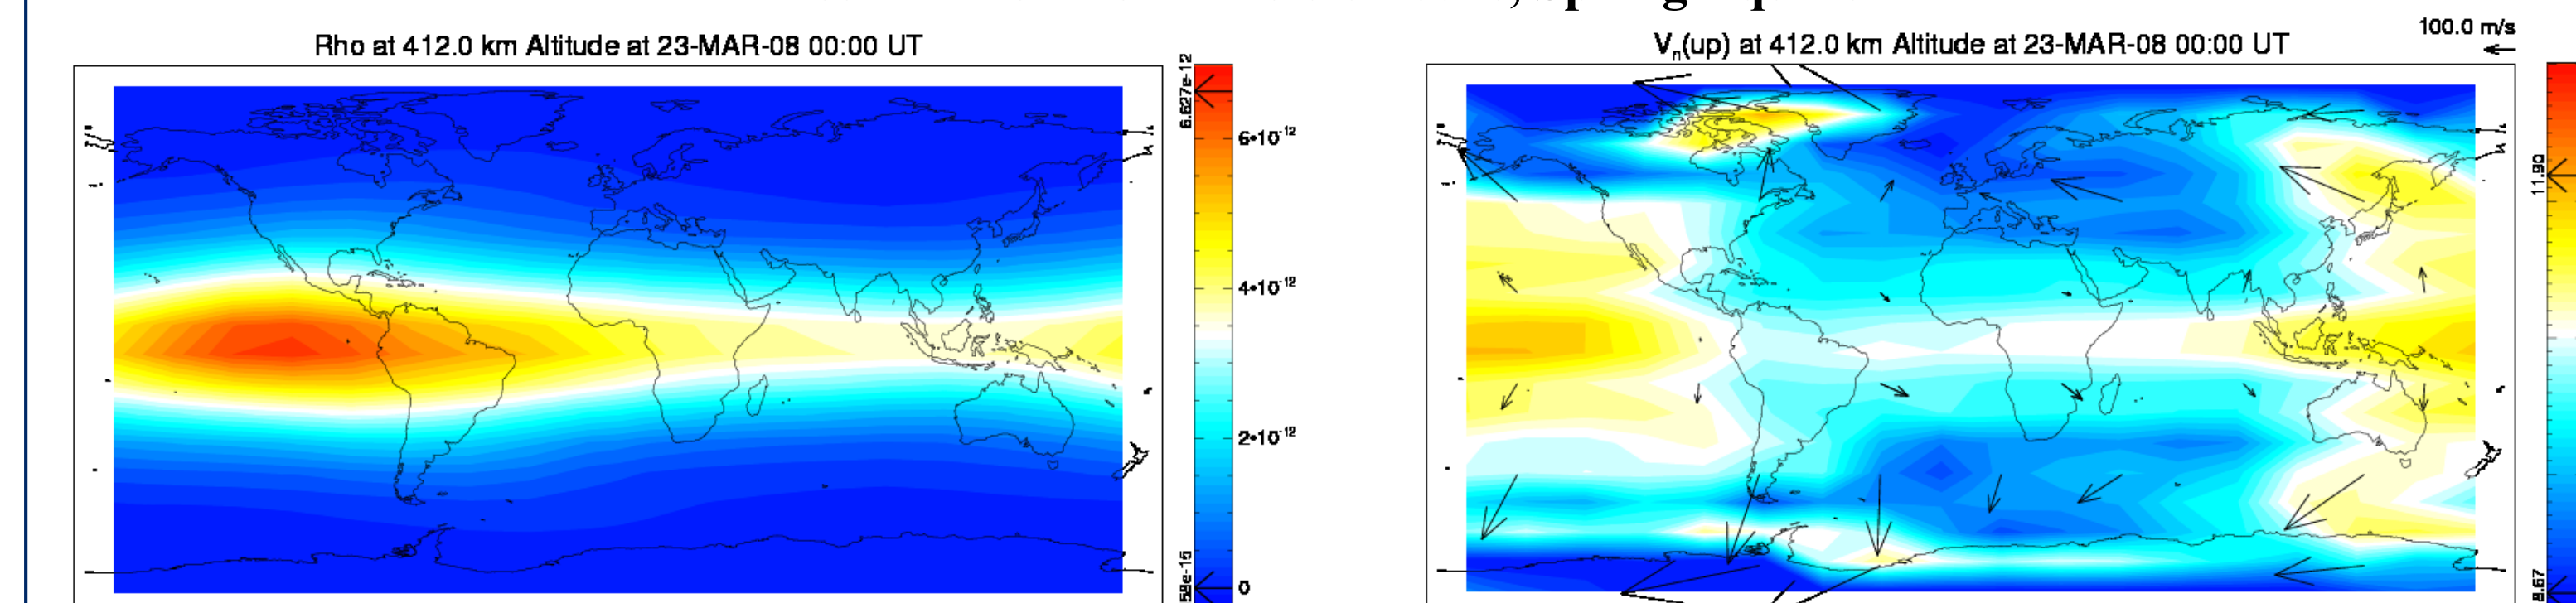 Rho at 412.0 km Altitude at 23-MAR-08 00:00 UT
6.627e-12
6•10⁻¹²
4•10⁻¹²
2•10⁻¹²
0
Vₙ(up) at 412.0 km Altitude at 23-MAR-08 00:00 UT
100.0 m/s
11.90